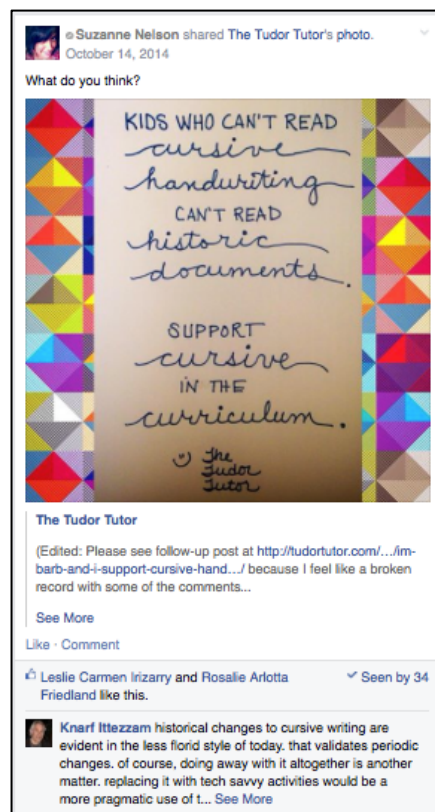 Suzanne Nelson shared The Tudor Tutor's photo.
October 14, 2014
What do you think?
KIDS WHO CAN'T READ
cursive
handwriting
CAN'T READ
historic
documents.
SUPPORT
cursive
IN THE
curriculum.
The
Tudor
Tutor
The Tudor Tutor
(Edited: Please see follow-up post at http://tudortutor.com/.../im-
barb-and-i-support-cursive-hand.../ because I feel like a broken
record with some of the comments...
See More
Like · Comment
Leslie Carmen Irizarry and Rosalie Arlotta
Friedland like this.
Seen by 34
Knarf Ittezzam historical changes to cursive writing are
evident in the less florid style of today. that validates periodic
changes. of course, doing away with it altogether is another
matter. replacing it with tech savvy activities would be a
more pragmatic use of t... See More